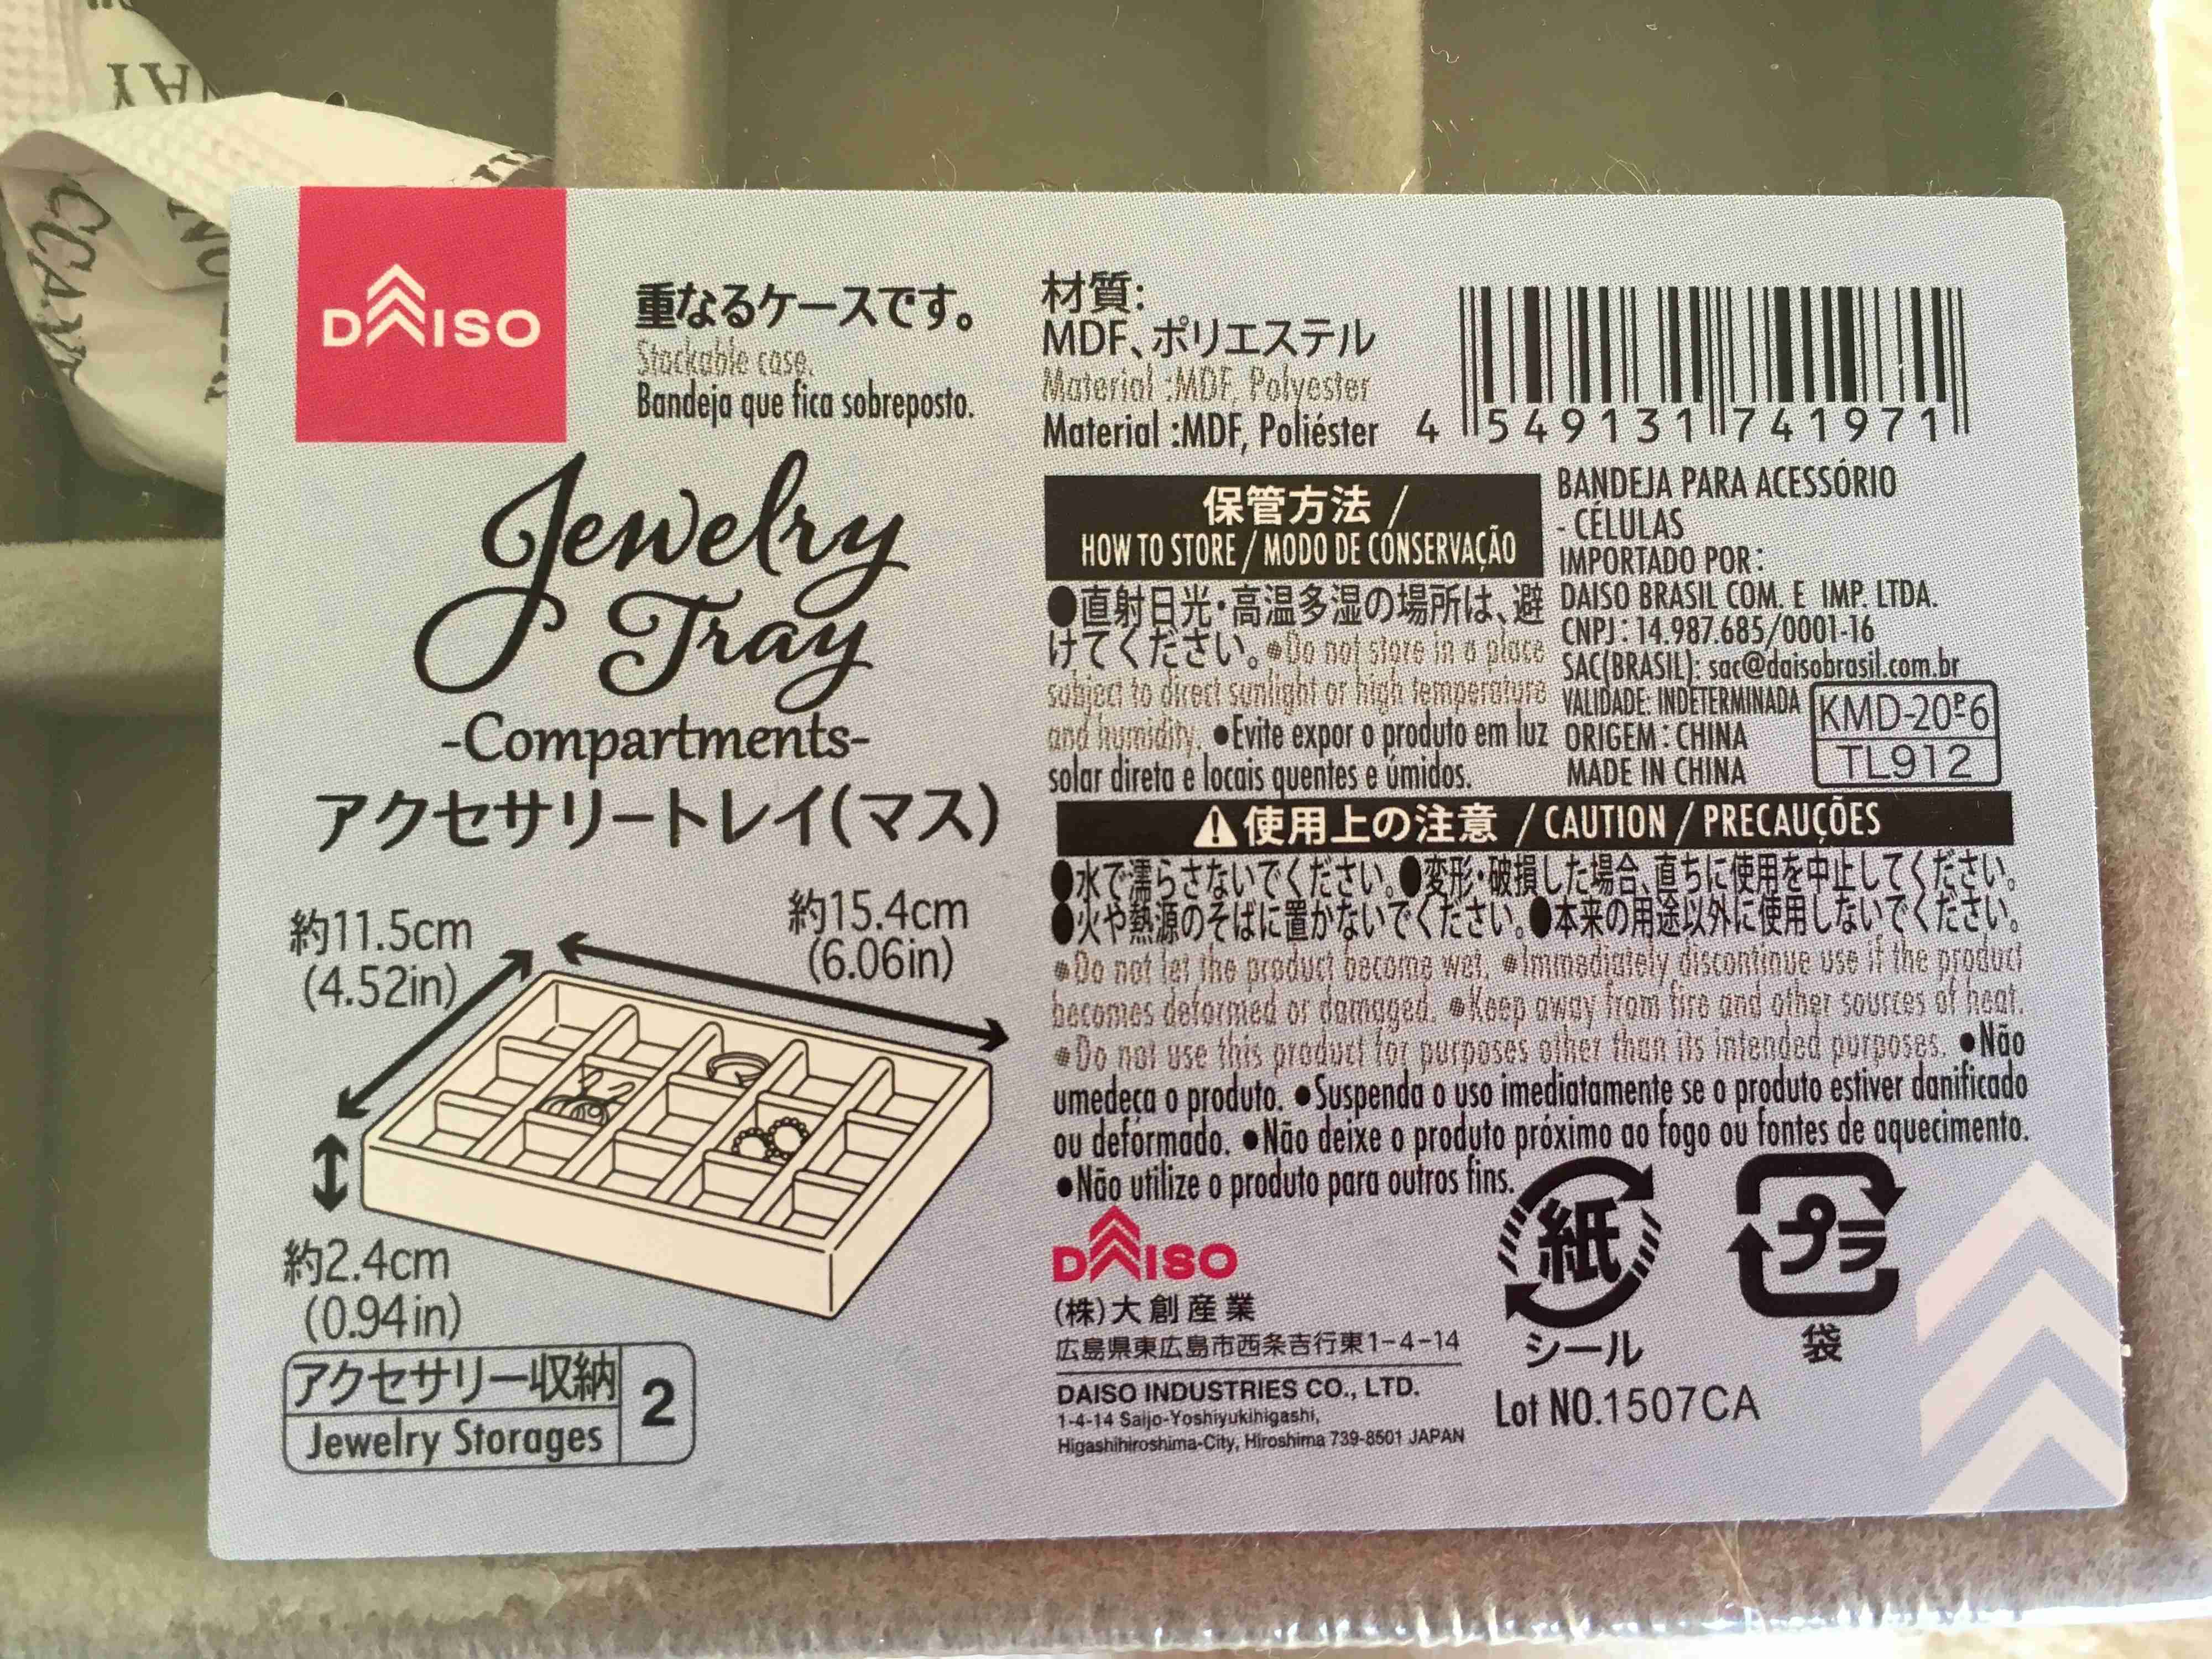 DAISO
重なるケースです。
Stackable case.
Bandeja que fica sobreposto.
Jewelry
Tray
-Compartments-
アクセサリートレイ(マス)
約11.5cm
(4.52in)
約15.4cm
(6.06in)
約2.4cm
(0.94in)
アクセサリー収納
Jewelry Storages
2
材質:
MDF、ポリエステル
Material :MDF, Polyester
Material :MDF, Poliéster
4 549131 741971
保管方法 /
HOW TO STORE / MODO DE CONSERVAÇÃO
●直射日光・高温多湿の場所は、避
けてください。●Do not store in a place
subject to direct sunlight or high temperature
and humidity. ●Evite expor o produto em luz
solar direta e locais quentes e úmidos.
BANDEJA PARA ACESSÓRIO
- CÉLULAS
IMPORTADO POR:
DAISO BRASIL COM. E IMP. LTDA.
CNPJ: 14.987.685/0001-16
SAC(BRASIL): sac@daisobrasil.com.br
VALIDADE: INDETERMINADA
ORIGEM: CHINA
MADE IN CHINA
KMD-20P6
TL912
⚠使用上の注意 / CAUTION / PRECAUÇÕES
●水で濡らさないでください。●変形・破損した場合、直ちに使用を中止してください。
●火や熱源のそばに置かないでください。●本来の用途以外に使用しないでください。
●Do not let the product become wet. ●Immediately discontinue use if the product
becomes deformed or damaged. ●Keep away from fire and other sources of heat.
●Do not use this product for purposes other than its intended purposes. ●Não
umedeça o produto. ●Suspenda o uso imediatamente se o produto estiver danificado
ou deformado. ●Não deixe o produto próximo ao fogo ou fontes de aquecimento.
●Não utilize o produto para outros fins.
DAISO
(株)大創産業
広島県東広島市西条吉行東1-4-14
DAISO INDUSTRIES CO., LTD.
1-4-14 Saijo-Yoshiyukihigashi,
Higashihiroshima-City, Hiroshima 739-8501 JAPAN
紙
シール
プラ
袋
Lot NO.1507CA